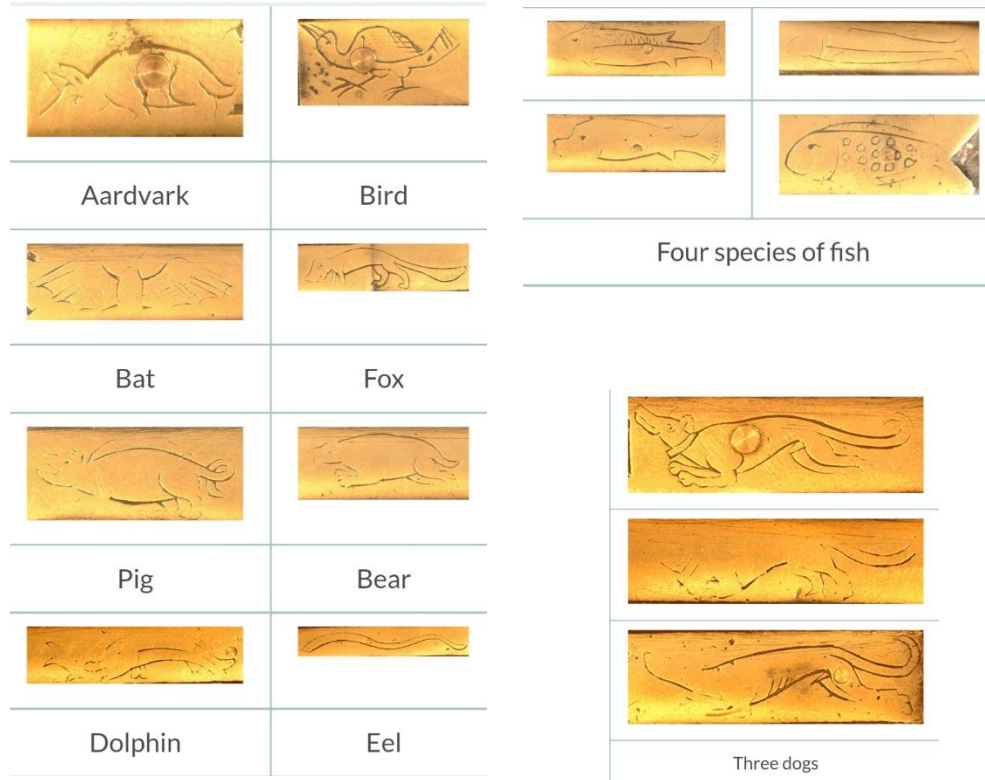 Aardvark
Bird
Bat
Fox
Pig
Bear
Dolphin
Eel
Four species of fish
Three dogs